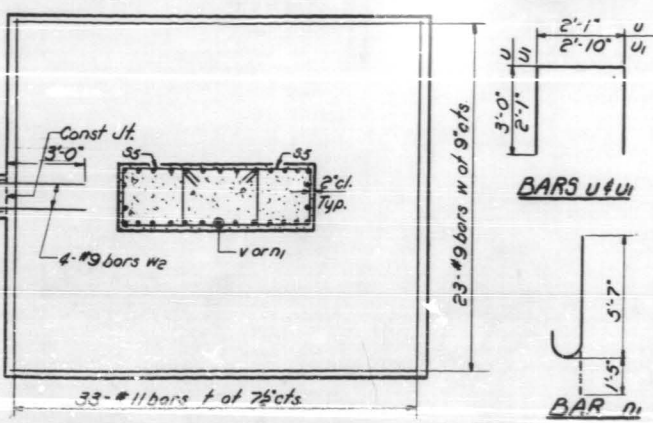 Const Jt.
3'-0"
S5
S5
2"cl.
Typ.
v or n1
4-#9 bars w2
23-#9 bars w at 9"cts.
33-#11 bars t at 7½"cts.
2'-1" u
2'-10" u1
u u1
3'-0"
2'-1"
BARS u & u1
5'-7"
1'-5"
BAR n1